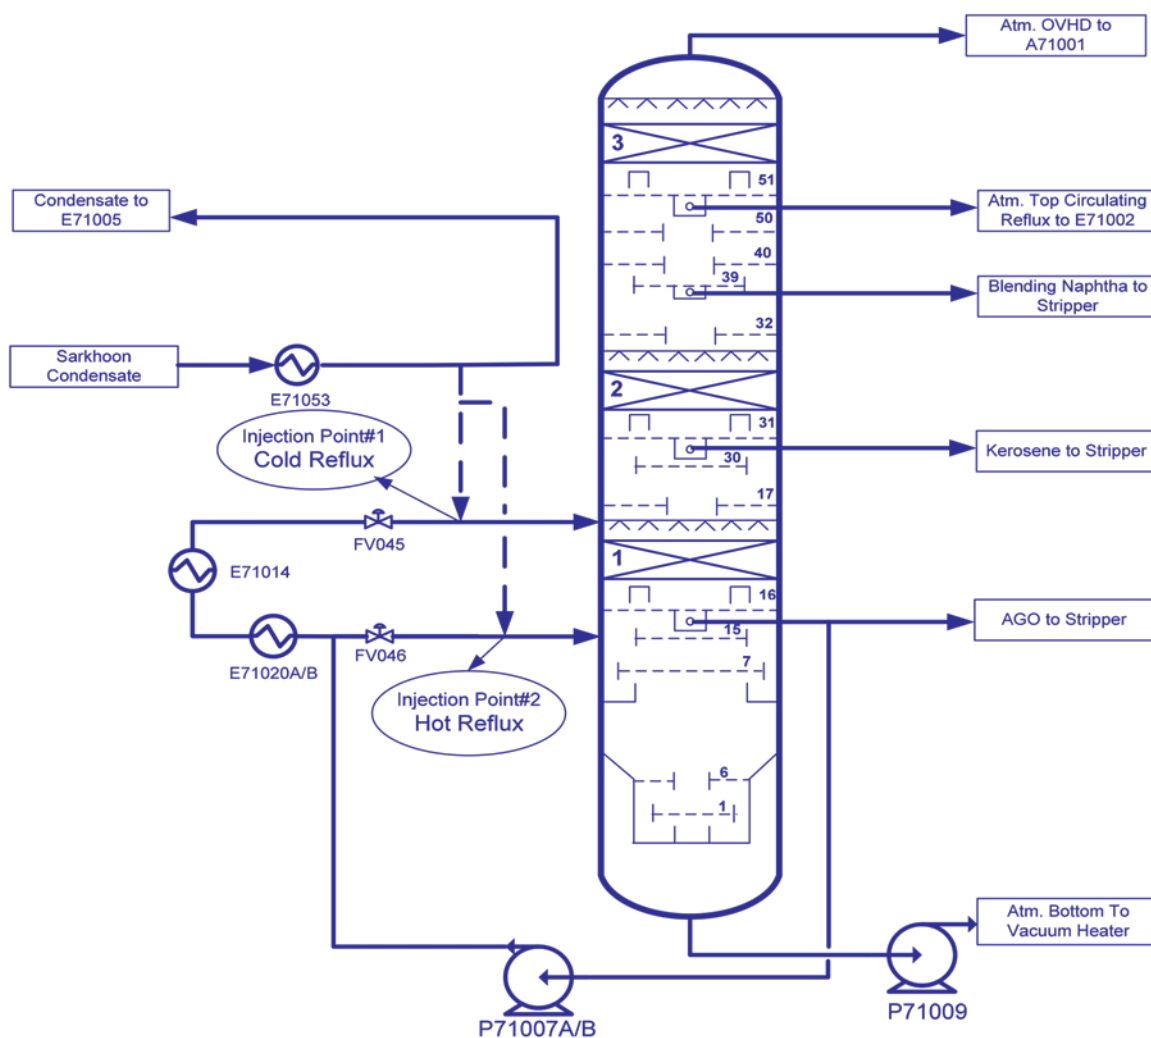 Atm. OVHD to
A71001
3
51
Condensate to
E71005
Atm. Top Circulating
Reflux to E71002
50
40
39
Blending Naphtha to
Stripper
32
Sarkhoon
Condensate
E71053
2
Injection Point#1
Cold Reflux
31
30
Kerosene to Stripper
17
FV045
1
E71014
16
AGO to Stripper
15
FV046
E71020A/B
7
Injection Point#2
Hot Reflux
6
1
Atm. Bottom To
Vacuum Heater
P71009
P71007A/B